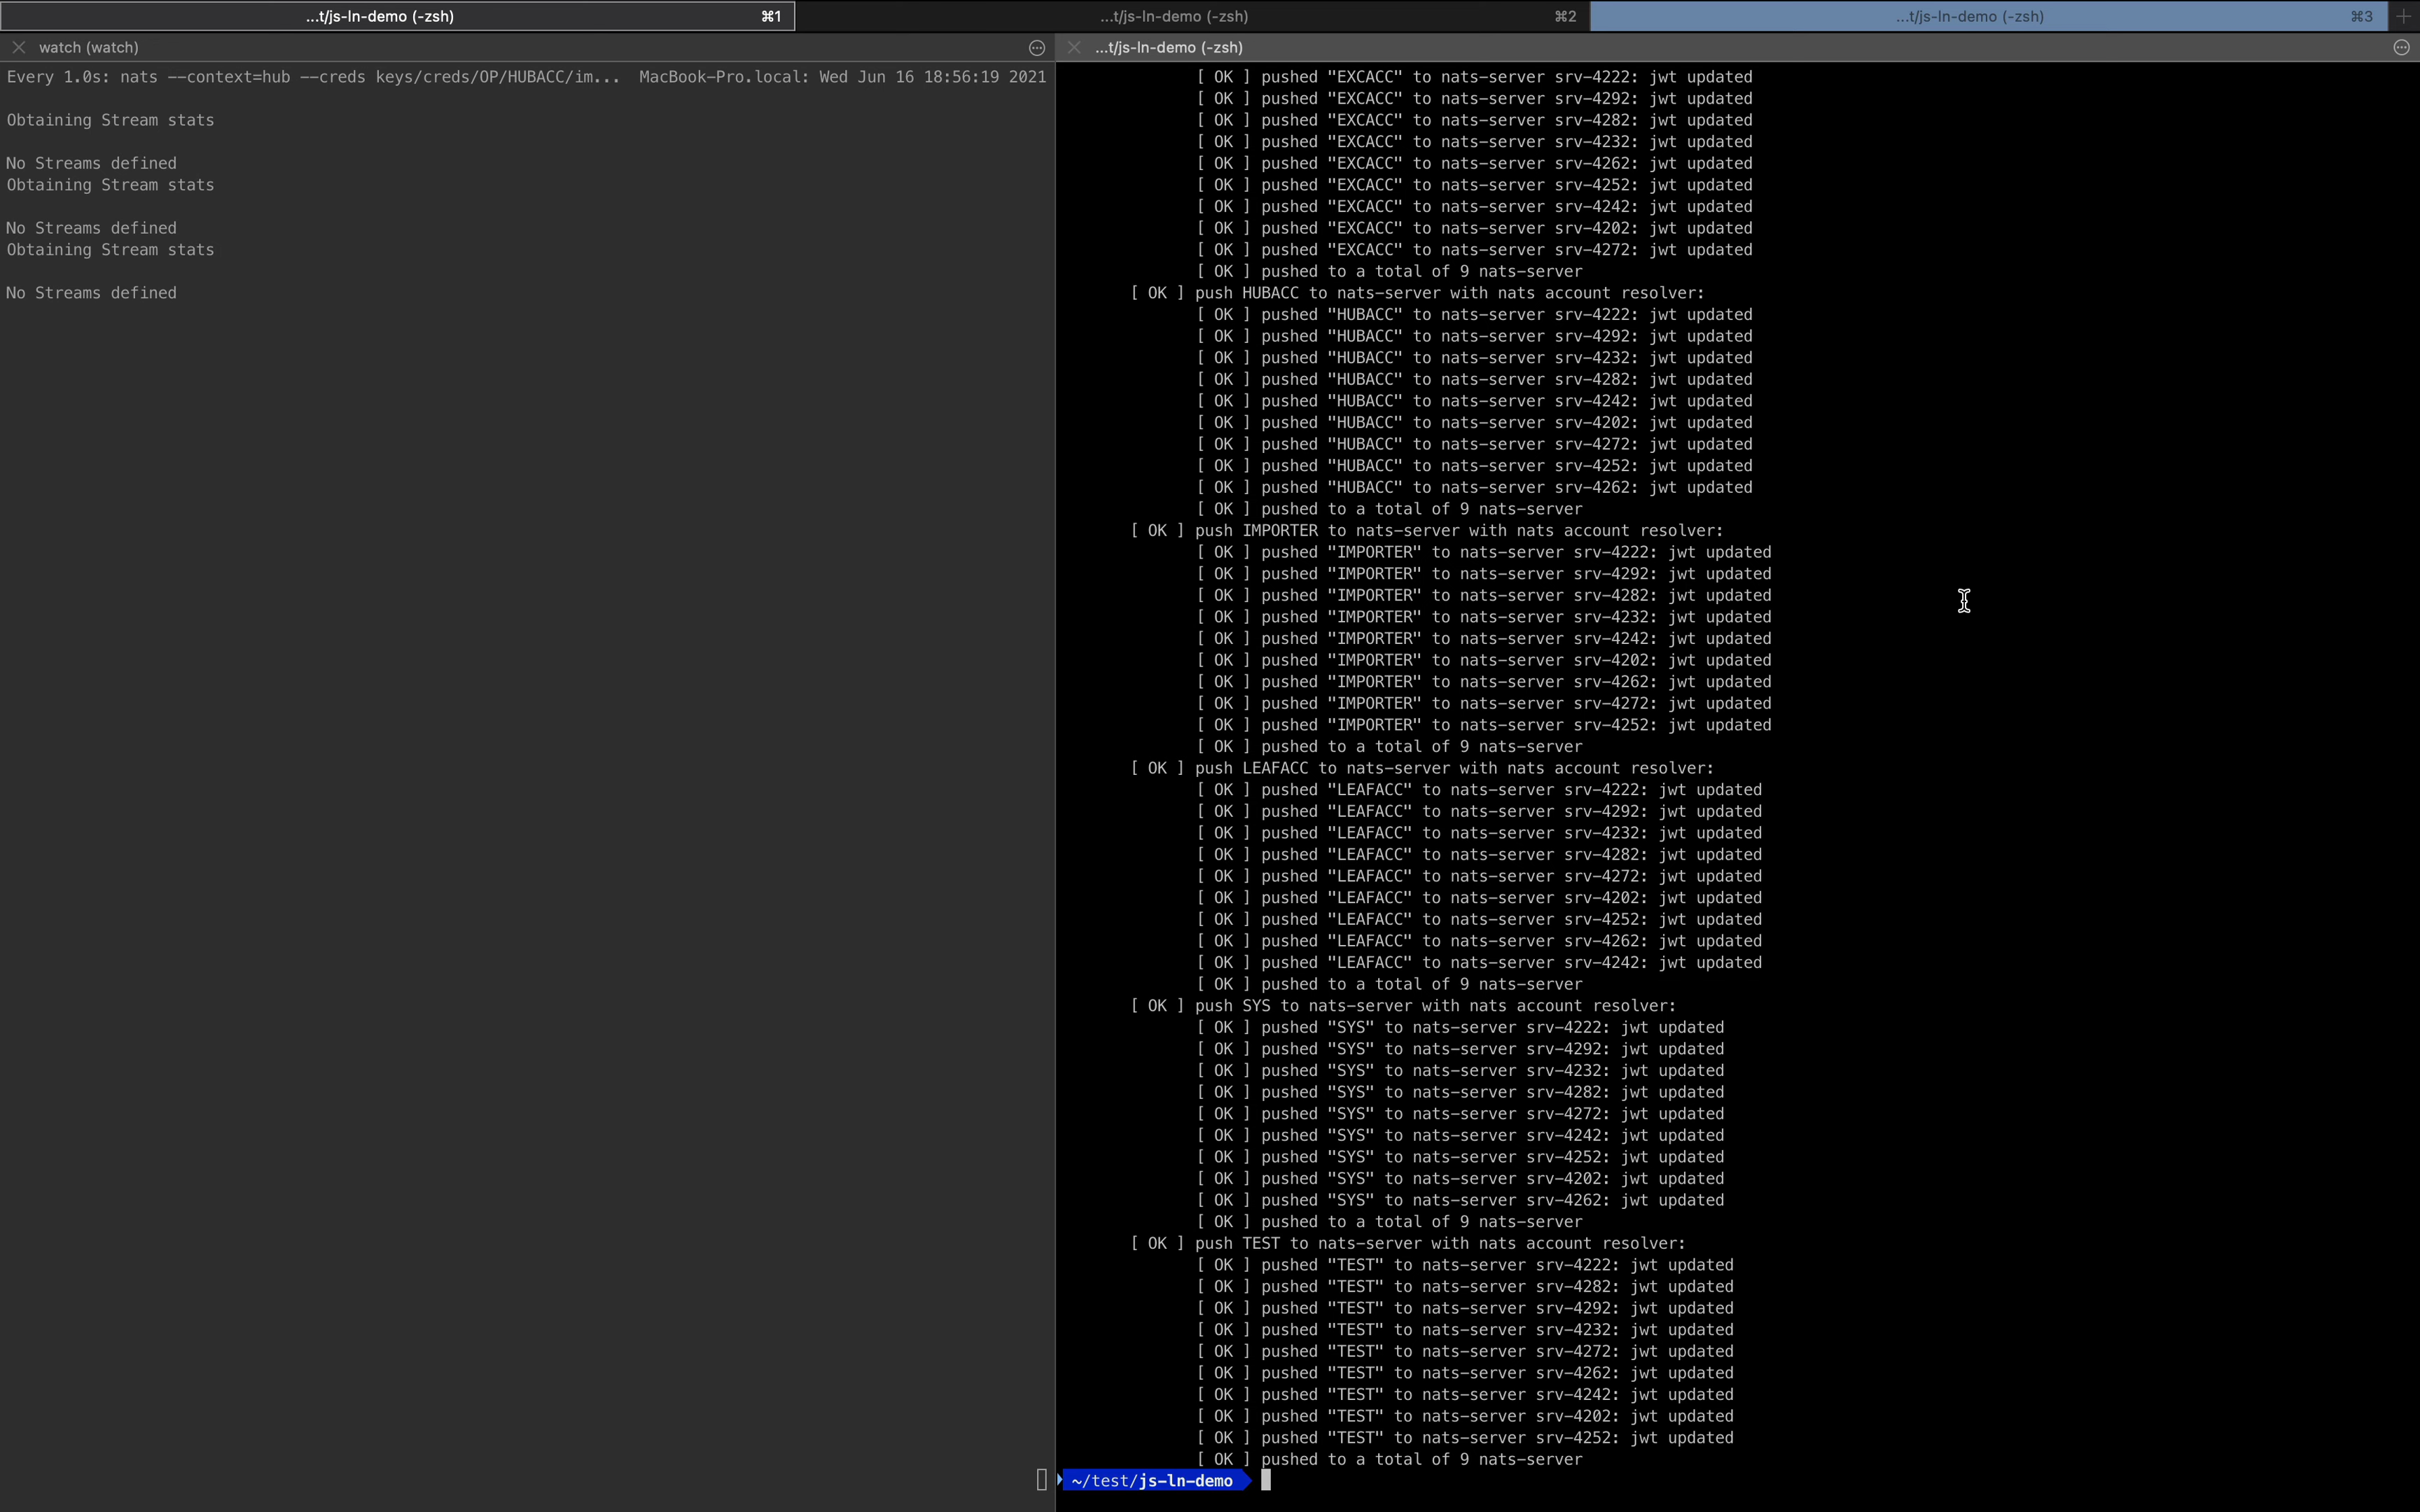 ...t/js-ln-demo (-zsh) ⌘1 ...t/js-ln-demo (-zsh) ⌘2 ...t/js-ln-demo (-zsh) ⌘3
watch (watch)
Every 1.0s: nats --context=hub --creds keys/creds/OP/HUBACC/im... MacBook-Pro.local: Wed Jun 16 18:56:19 2021
Obtaining Stream stats
No Streams defined
Obtaining Stream stats
No Streams defined
Obtaining Stream stats
No Streams defined
...t/js-ln-demo (-zsh)
[ OK ] pushed "EXCACC" to nats-server srv-4222: jwt updated
[ OK ] pushed "EXCACC" to nats-server srv-4292: jwt updated
[ OK ] pushed "EXCACC" to nats-server srv-4282: jwt updated
[ OK ] pushed "EXCACC" to nats-server srv-4232: jwt updated
[ OK ] pushed "EXCACC" to nats-server srv-4262: jwt updated
[ OK ] pushed "EXCACC" to nats-server srv-4252: jwt updated
[ OK ] pushed "EXCACC" to nats-server srv-4242: jwt updated
[ OK ] pushed "EXCACC" to nats-server srv-4202: jwt updated
[ OK ] pushed "EXCACC" to nats-server srv-4272: jwt updated
[ OK ] pushed to a total of 9 nats-server
[ OK ] push HUBACC to nats-server with nats account resolver:
[ OK ] pushed "HUBACC" to nats-server srv-4222: jwt updated
[ OK ] pushed "HUBACC" to nats-server srv-4292: jwt updated
[ OK ] pushed "HUBACC" to nats-server srv-4232: jwt updated
[ OK ] pushed "HUBACC" to nats-server srv-4282: jwt updated
[ OK ] pushed "HUBACC" to nats-server srv-4242: jwt updated
[ OK ] pushed "HUBACC" to nats-server srv-4202: jwt updated
[ OK ] pushed "HUBACC" to nats-server srv-4272: jwt updated
[ OK ] pushed "HUBACC" to nats-server srv-4252: jwt updated
[ OK ] pushed "HUBACC" to nats-server srv-4262: jwt updated
[ OK ] pushed to a total of 9 nats-server
[ OK ] push IMPORTER to nats-server with nats account resolver:
[ OK ] pushed "IMPORTER" to nats-server srv-4222: jwt updated
[ OK ] pushed "IMPORTER" to nats-server srv-4292: jwt updated
[ OK ] pushed "IMPORTER" to nats-server srv-4282: jwt updated
[ OK ] pushed "IMPORTER" to nats-server srv-4232: jwt updated
[ OK ] pushed "IMPORTER" to nats-server srv-4242: jwt updated
[ OK ] pushed "IMPORTER" to nats-server srv-4202: jwt updated
[ OK ] pushed "IMPORTER" to nats-server srv-4262: jwt updated
[ OK ] pushed "IMPORTER" to nats-server srv-4272: jwt updated
[ OK ] pushed "IMPORTER" to nats-server srv-4252: jwt updated
[ OK ] pushed to a total of 9 nats-server
[ OK ] push LEAFACC to nats-server with nats account resolver:
[ OK ] pushed "LEAFACC" to nats-server srv-4222: jwt updated
[ OK ] pushed "LEAFACC" to nats-server srv-4292: jwt updated
[ OK ] pushed "LEAFACC" to nats-server srv-4232: jwt updated
[ OK ] pushed "LEAFACC" to nats-server srv-4282: jwt updated
[ OK ] pushed "LEAFACC" to nats-server srv-4272: jwt updated
[ OK ] pushed "LEAFACC" to nats-server srv-4202: jwt updated
[ OK ] pushed "LEAFACC" to nats-server srv-4252: jwt updated
[ OK ] pushed "LEAFACC" to nats-server srv-4262: jwt updated
[ OK ] pushed "LEAFACC" to nats-server srv-4242: jwt updated
[ OK ] pushed to a total of 9 nats-server
[ OK ] push SYS to nats-server with nats account resolver:
[ OK ] pushed "SYS" to nats-server srv-4222: jwt updated
[ OK ] pushed "SYS" to nats-server srv-4292: jwt updated
[ OK ] pushed "SYS" to nats-server srv-4232: jwt updated
[ OK ] pushed "SYS" to nats-server srv-4282: jwt updated
[ OK ] pushed "SYS" to nats-server srv-4272: jwt updated
[ OK ] pushed "SYS" to nats-server srv-4242: jwt updated
[ OK ] pushed "SYS" to nats-server srv-4252: jwt updated
[ OK ] pushed "SYS" to nats-server srv-4202: jwt updated
[ OK ] pushed "SYS" to nats-server srv-4262: jwt updated
[ OK ] pushed to a total of 9 nats-server
[ OK ] push TEST to nats-server with nats account resolver:
[ OK ] pushed "TEST" to nats-server srv-4222: jwt updated
[ OK ] pushed "TEST" to nats-server srv-4282: jwt updated
[ OK ] pushed "TEST" to nats-server srv-4292: jwt updated
[ OK ] pushed "TEST" to nats-server srv-4232: jwt updated
[ OK ] pushed "TEST" to nats-server srv-4272: jwt updated
[ OK ] pushed "TEST" to nats-server srv-4262: jwt updated
[ OK ] pushed "TEST" to nats-server srv-4242: jwt updated
[ OK ] pushed "TEST" to nats-server srv-4202: jwt updated
[ OK ] pushed "TEST" to nats-server srv-4252: jwt updated
[ OK ] pushed to a total of 9 nats-server
~/test/js-ln-demo